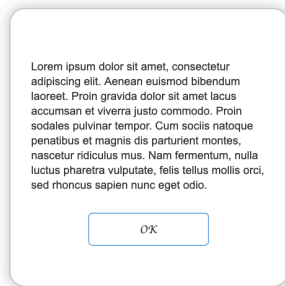 Lorem ipsum dolor sit amet, consectetur
adipiscing elit. Aenean euismod bibendum
laoreet. Proin gravida dolor sit amet lacus
accumsan et viverra justo commodo. Proin
sodales pulvinar tempor. Cum sociis natoque
penatibus et magnis dis parturient montes,
nascetur ridiculus mus. Nam fermentum, nulla
luctus pharetra vulputate, felis tellus mollis orci,
sed rhoncus sapien nunc eget odio.
OK